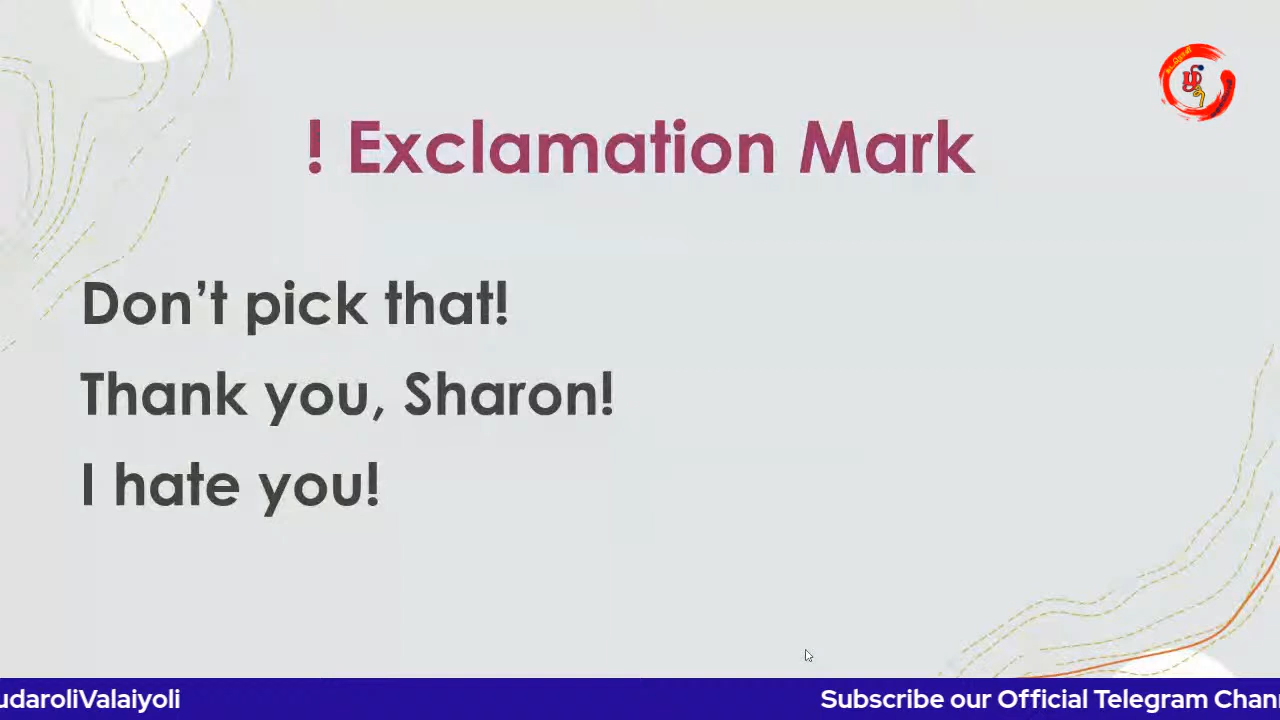 ! Exclamation Mark
Don’t pick that!
Thank you, Sharon!
I hate you!
udaroliValaiyoli
Subscribe our Official Telegram Chan